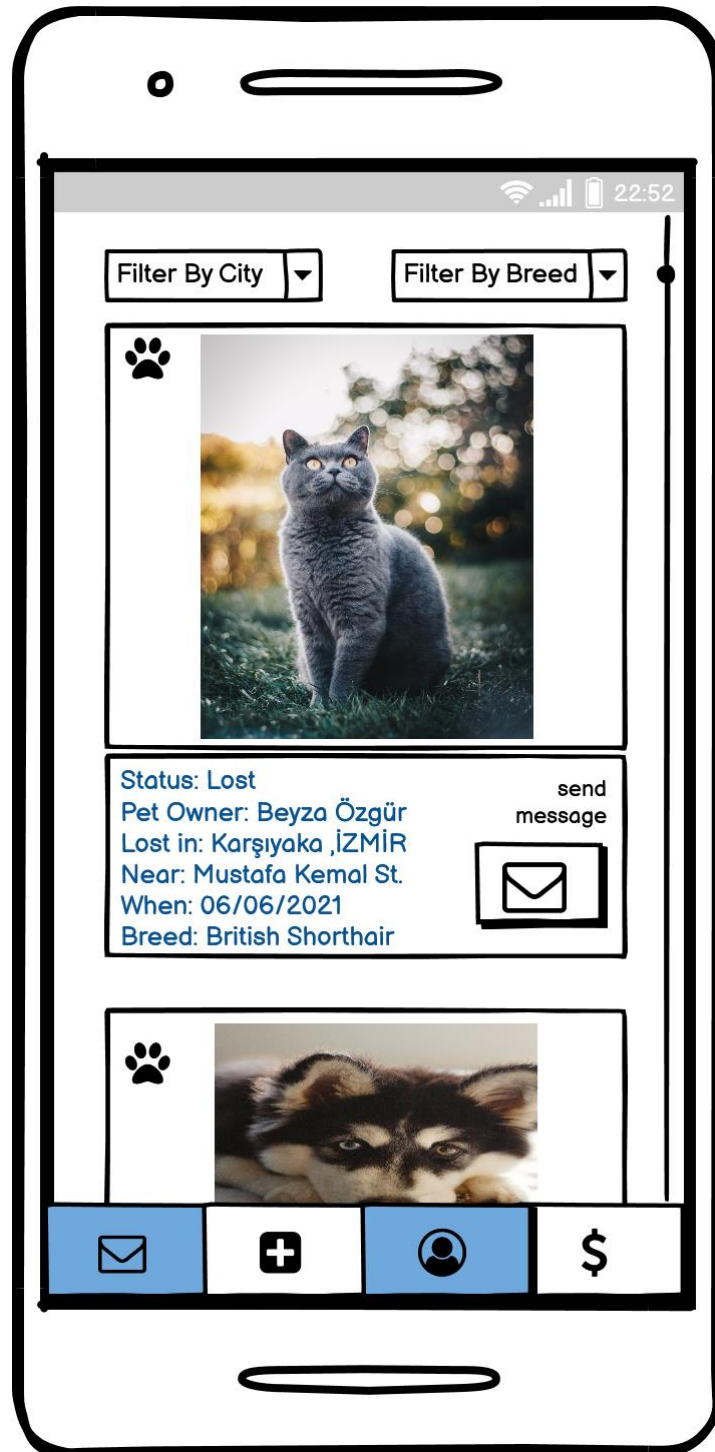 22:52
Filter By City
Filter By Breed
Status: Lost
Pet Owner: Beyza Özgür
Lost in: Karşıyaka ,İZMİR
Near: Mustafa Kemal St.
When: 06/06/2021
Breed: British Shorthair
send
message
$